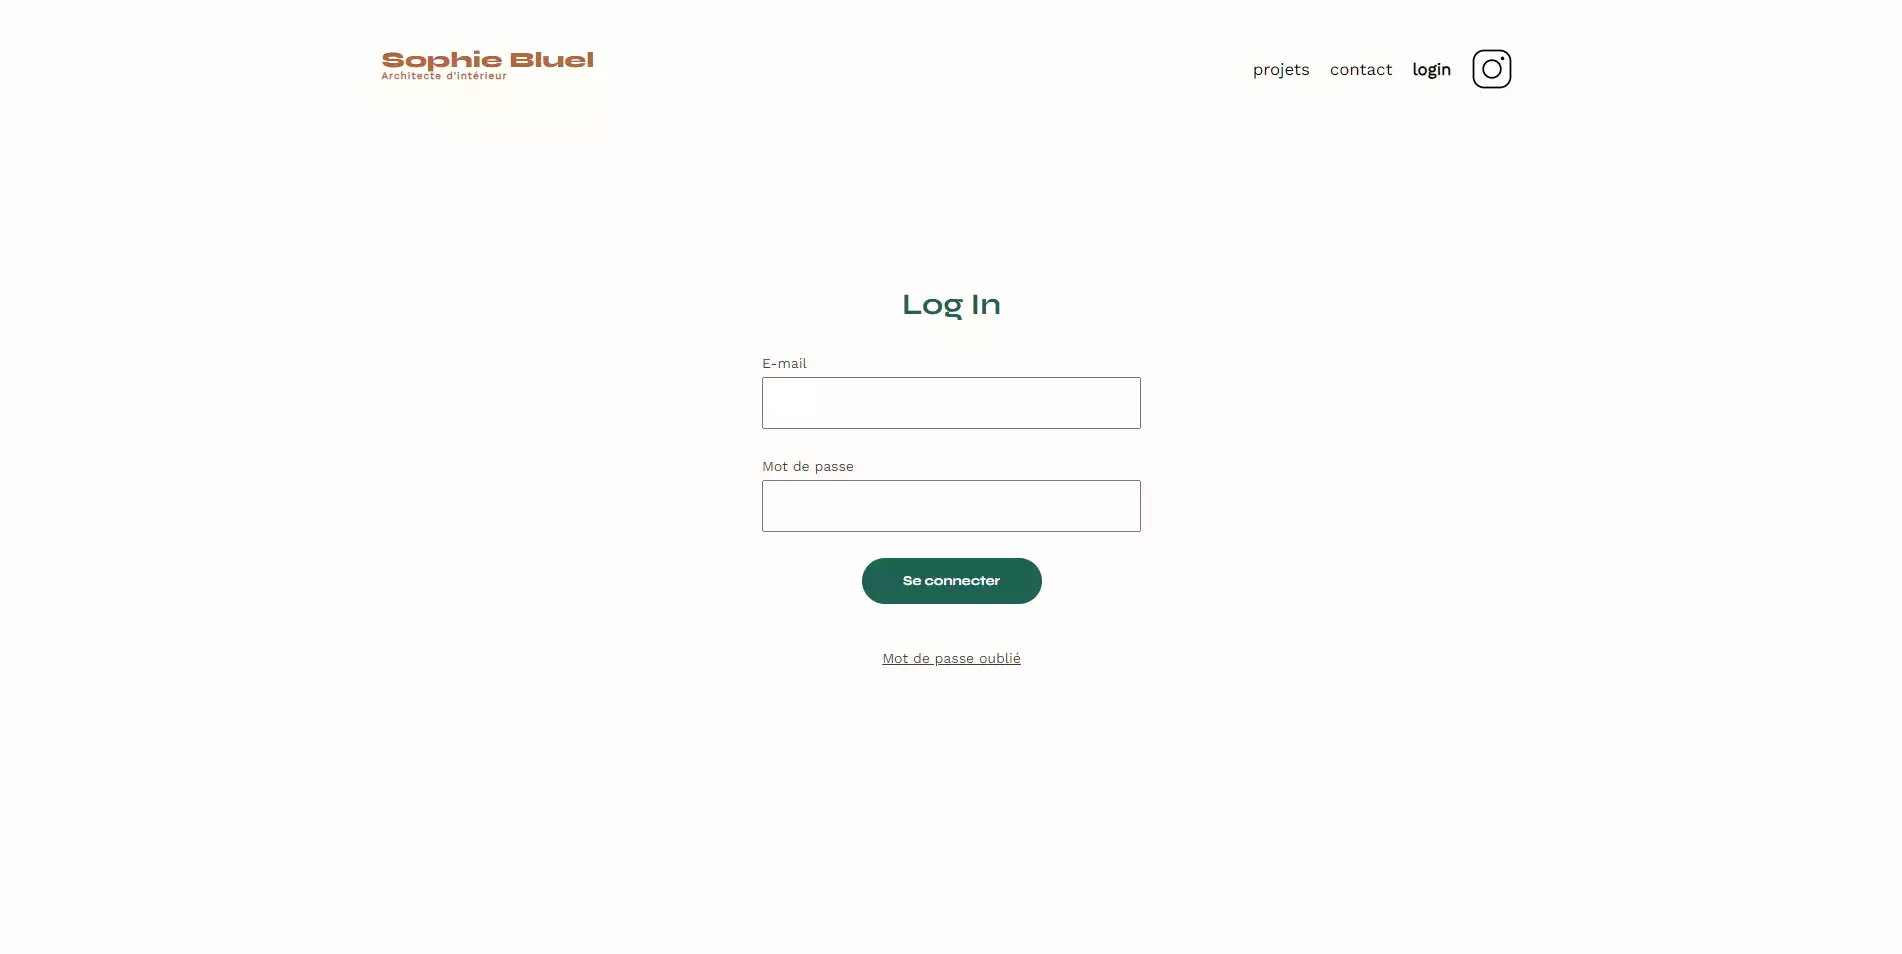 Sophie Bluel
Architecte d'intérieur
projets contact login
Log In
E-mail
Mot de passe
Se connecter
Mot de passe oublié